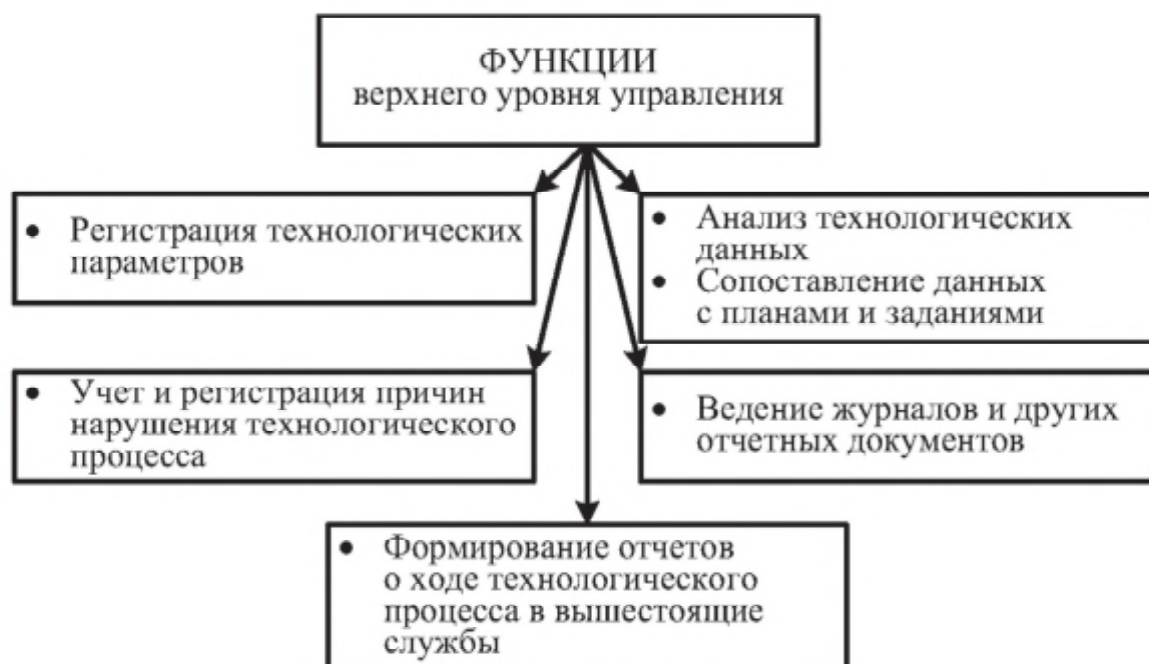 ФУНКЦИИ
верхнего уровня управления
• Регистрация технологических
параметров
• Анализ технологических
данных
• Сопоставление данных
с планами и заданиями
• Учет и регистрация причин
нарушения технологического
процесса
• Ведение журналов и других
отчетных документов
• Формирование отчетов
о ходе технологического
процесса в вышестоящие
службы